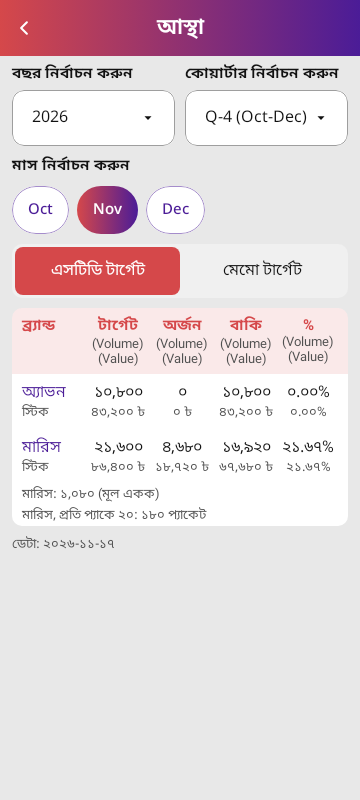 আস্থা
বছর নির্বাচন করুন কোয়ার্টার নির্বাচন করুন
2026 Q-4 (Oct-Dec)
মাস নির্বাচন করুন
Oct Nov Dec
এসটিডি টার্গেট মেমো টার্গেট
ব্র্যান্ড টার্গেট অর্জন বাকি %
(Volume) (Volume) (Volume) (Volume)
(Value) (Value) (Value) (Value)
অ্যাভন ১০,৮০০ ০ ১০,৮০০ ০.০০%
স্টিক ৪৩,২০০ ৳ ০ ৳ ৪৩,২০০ ৳ ০.০০%
মারিস ২১,৬০০ ৪,৬৮০ ১৬,৯২০ ২১.৬৭%
স্টিক ৮৬,৪০০ ৳ ১৮,৭২০ ৳ ৬৭,৬৮০ ৳ ২১.৬৭%
মারিস: ১,০৮০ (মূল একক)
মারিস, প্রতি প্যাকে ২০: ১৮০ প্যাকেট
ডেটা: ২০২৬-১১-১৭